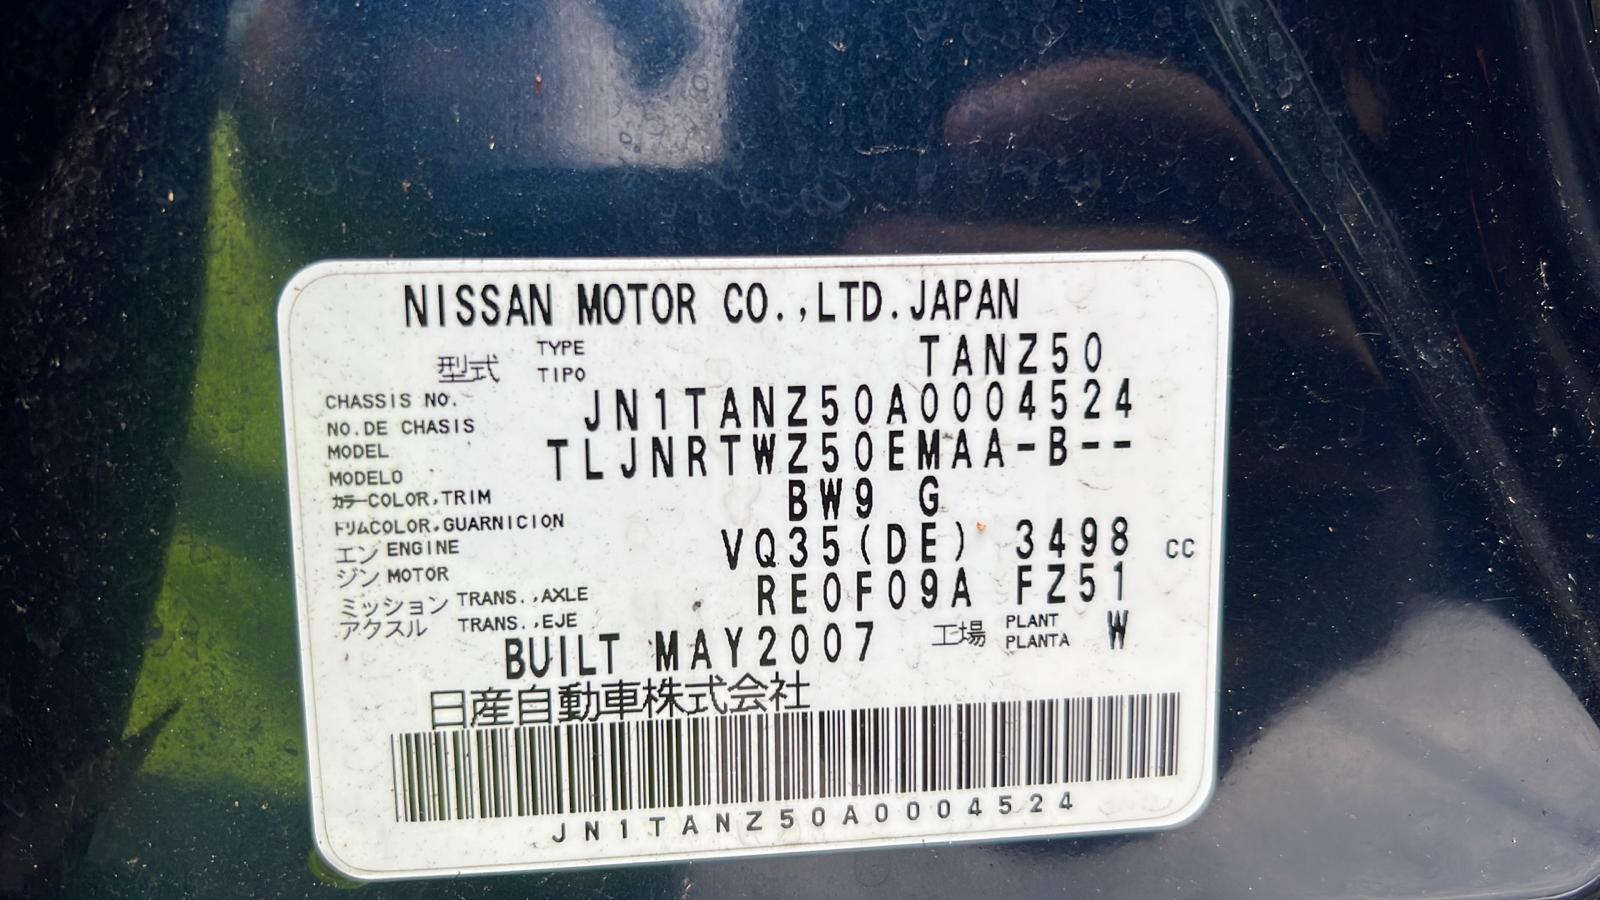 NISSAN MOTOR CO.,LTD.JAPAN
型式 TYPE TIPO TANZ50
CHASSIS NO. NO.DE CHASIS JN1TANZ50A0004524
MODEL MODELO TLJNRTWZ50EMAA-B--
カラー COLOR,TRIM BW9 G
トリム COLOR,GUARNICION
エンジン ENGINE MOTOR VQ35(DE) 3498 CC
ミッション TRANS.,AXLE RE0F09A FZ51
アクスル TRANS.,EJE
BUILT MAY2007 工場 PLANT PLANTA W
日産自動車株式会社
JN1TANZ50A0004524